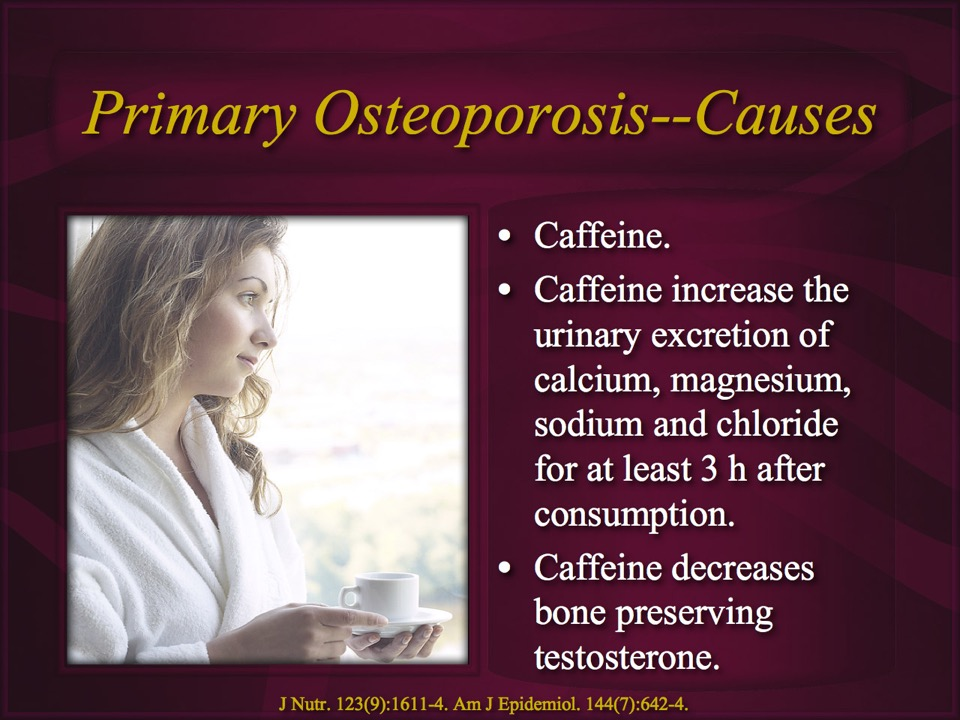 Primary Osteoporosis--Causes
• Caffeine.
• Caffeine increase the
urinary excretion of
calcium, magnesium,
sodium and chloride
for at least 3 h after
consumption.
• Caffeine decreases
bone preserving
testosterone.
J Nutr. 123(9):1611-4. Am J Epidemiol. 144(7):642-4.